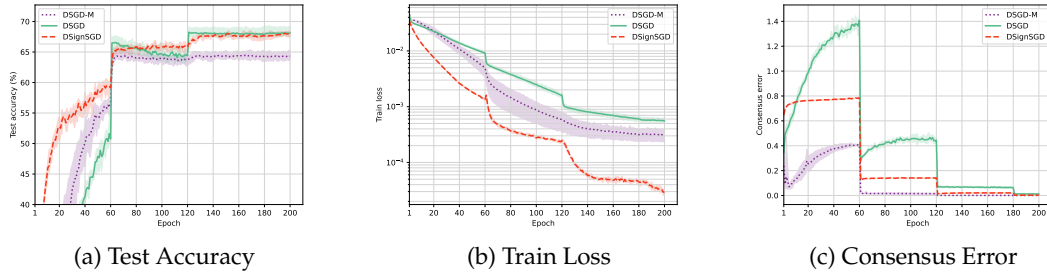 DSGD-M
DSGD
DSignSGD
Test accuracy (%)
70
65
60
55
50
45
40
1
20
40
60
80
100
120
140
160
180
200
Epoch
(a) Test Accuracy
DSGD-M
DSGD
DSignSGD
Train loss
10⁻²
10⁻³
10⁻⁴
1
20
40
60
80
100
120
140
160
180
200
Epoch
(b) Train Loss
DSGD-M
DSGD
DSignSGD
Consensus error
1.4
1.2
1.0
0.8
0.6
0.4
0.2
0.0
1
20
40
60
80
100
120
140
160
180
200
Epoch
(c) Consensus Error